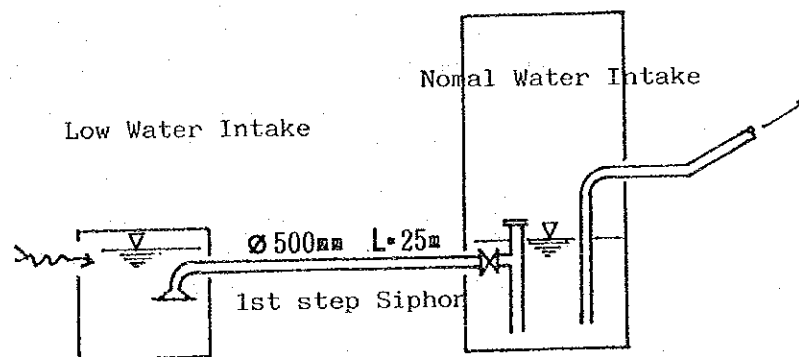 Nomal Water Intake
Low Water Intake
Ø500mm L=25m
1st step Siphon